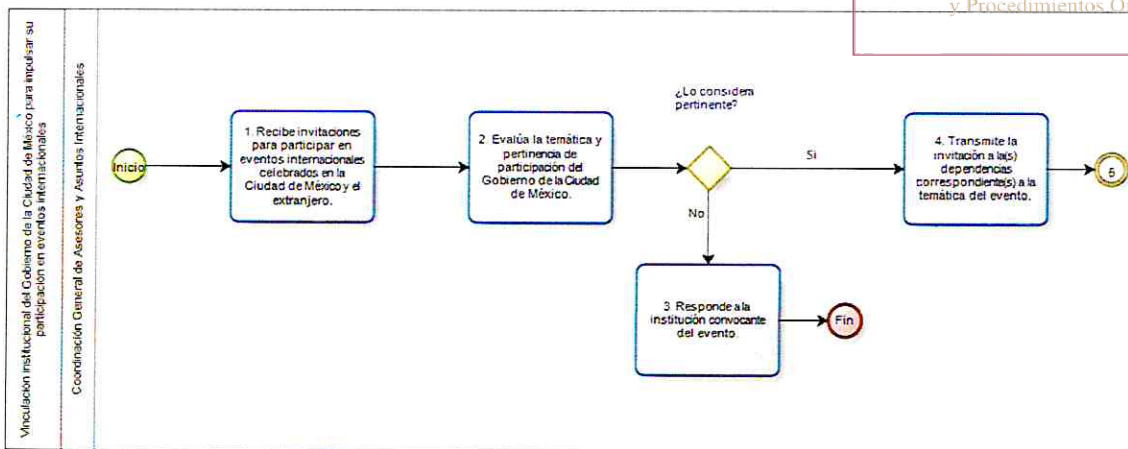 y Procedimientos O
Vinculación institucional del Gobierno de la Ciudad de México para impulsar su
participación en eventos internacionales
Coordinación General de Asesores y Asuntos Internacionales
Inicio
1. Recibe invitaciones
para participar en
eventos internacionales
celebrados en la
Ciudad de México y el
extranjero.
2. Evalúa la temática y
pertinencia de
participación del
Gobierno de la Ciudad
de México.
¿Lo considera
pertinente?
Si
No
3. Responde a la
institución convocante
del evento.
Fin
4. Transmite la
invitación a la(s)
dependencias
correspondiente(s) a la
temática del evento.
5